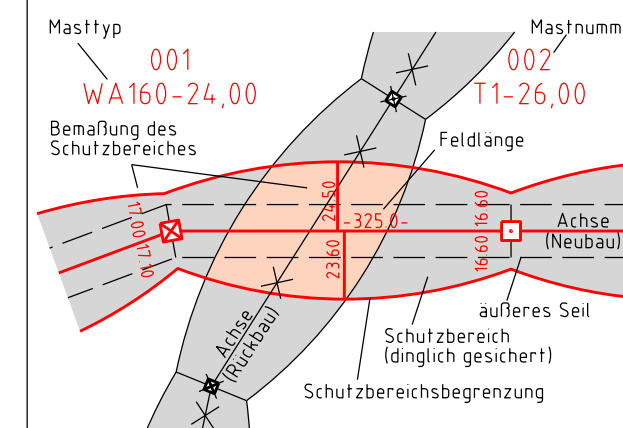 Masttyp
Mastnumm
001
002
WA160-24,00
T1-26,00
Bemaßung des
Schutzbereiches
Feldlänge
17.00
17.10
24.50
-325.0-
23.60
16.60
16.60
Achse
(Neubau)
äußeres Seil
Achse
(Rückbau)
Schutzbereich
(dinglich gesichert)
Schutzbereichsbegrenzung